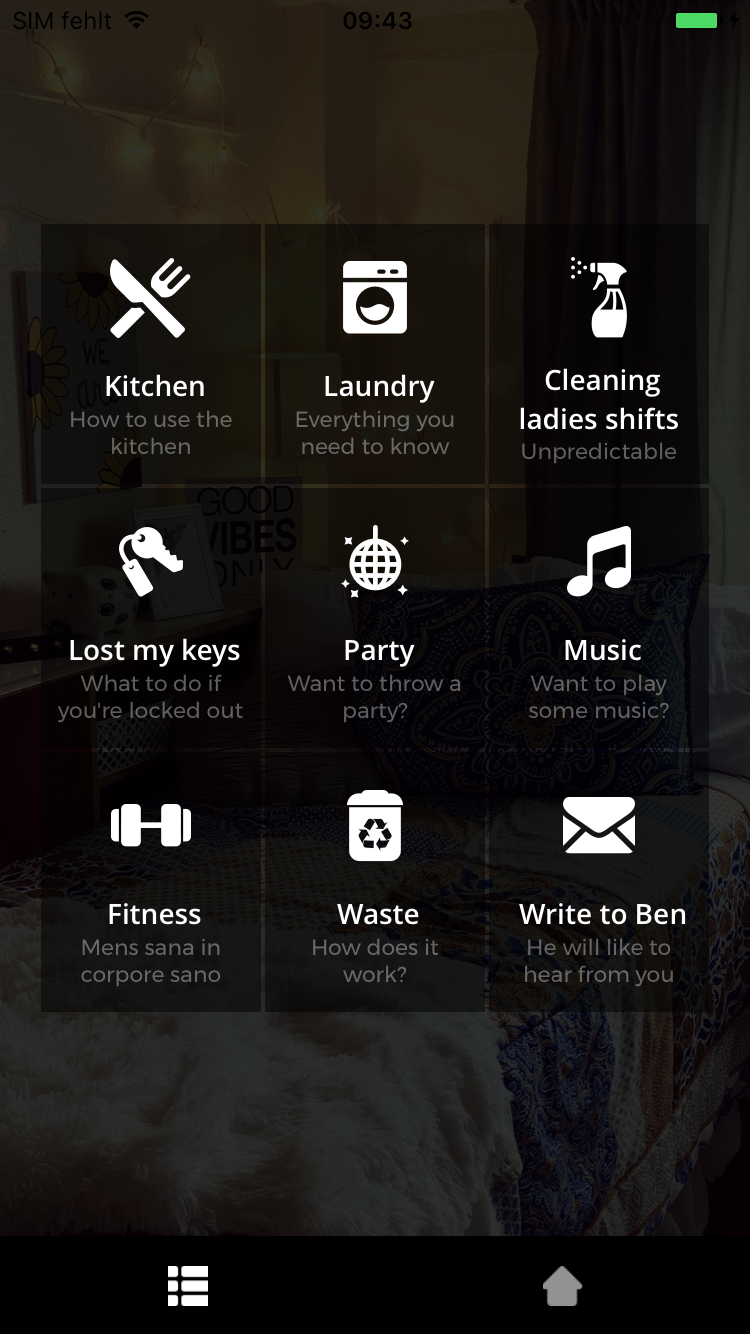 SIM fehlt 09:43
Kitchen
How to use the
kitchen
Laundry
Everything you
need to know
Cleaning
ladies shifts
Unpredictable
GOOD
VIBES
ONLY
WE
are
Lost my keys
What to do if
you're locked out
Party
Want to throw a
party?
Music
Want to play
some music?
Fitness
Mens sana in
corpore sano
Waste
How does it
work?
Write to Ben
He will like to
hear from you